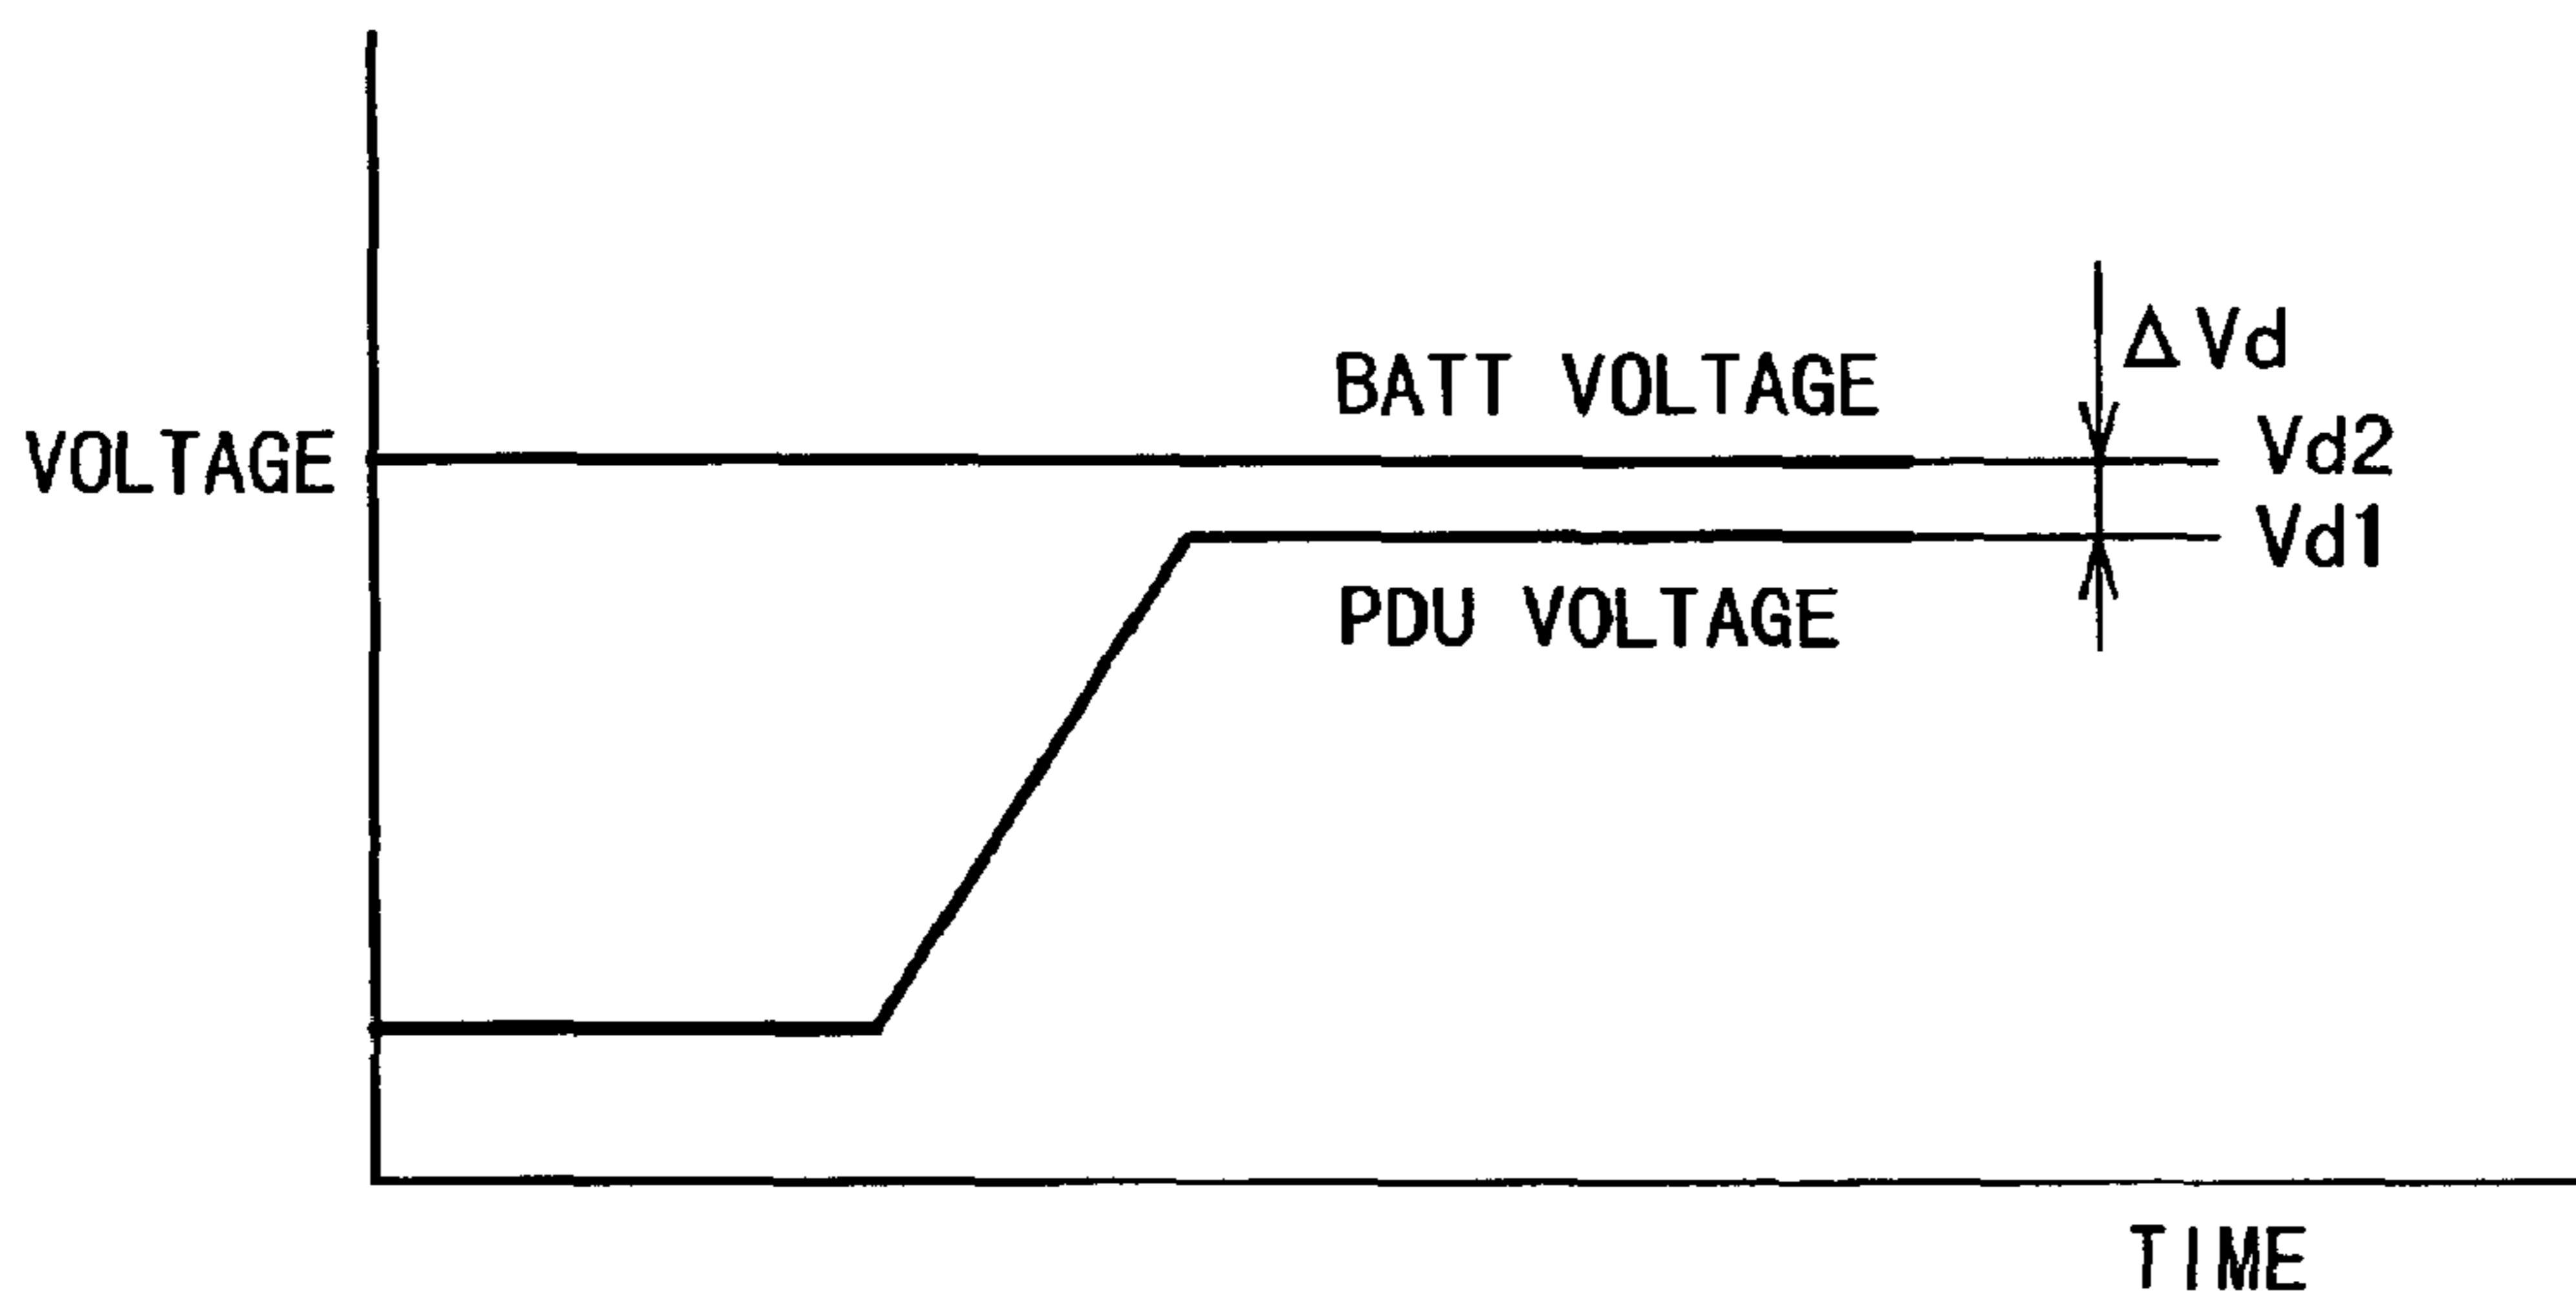 ΔVd
BATT VOLTAGE
VOLTAGE
Vd2
Vd1
PDU VOLTAGE
TIME